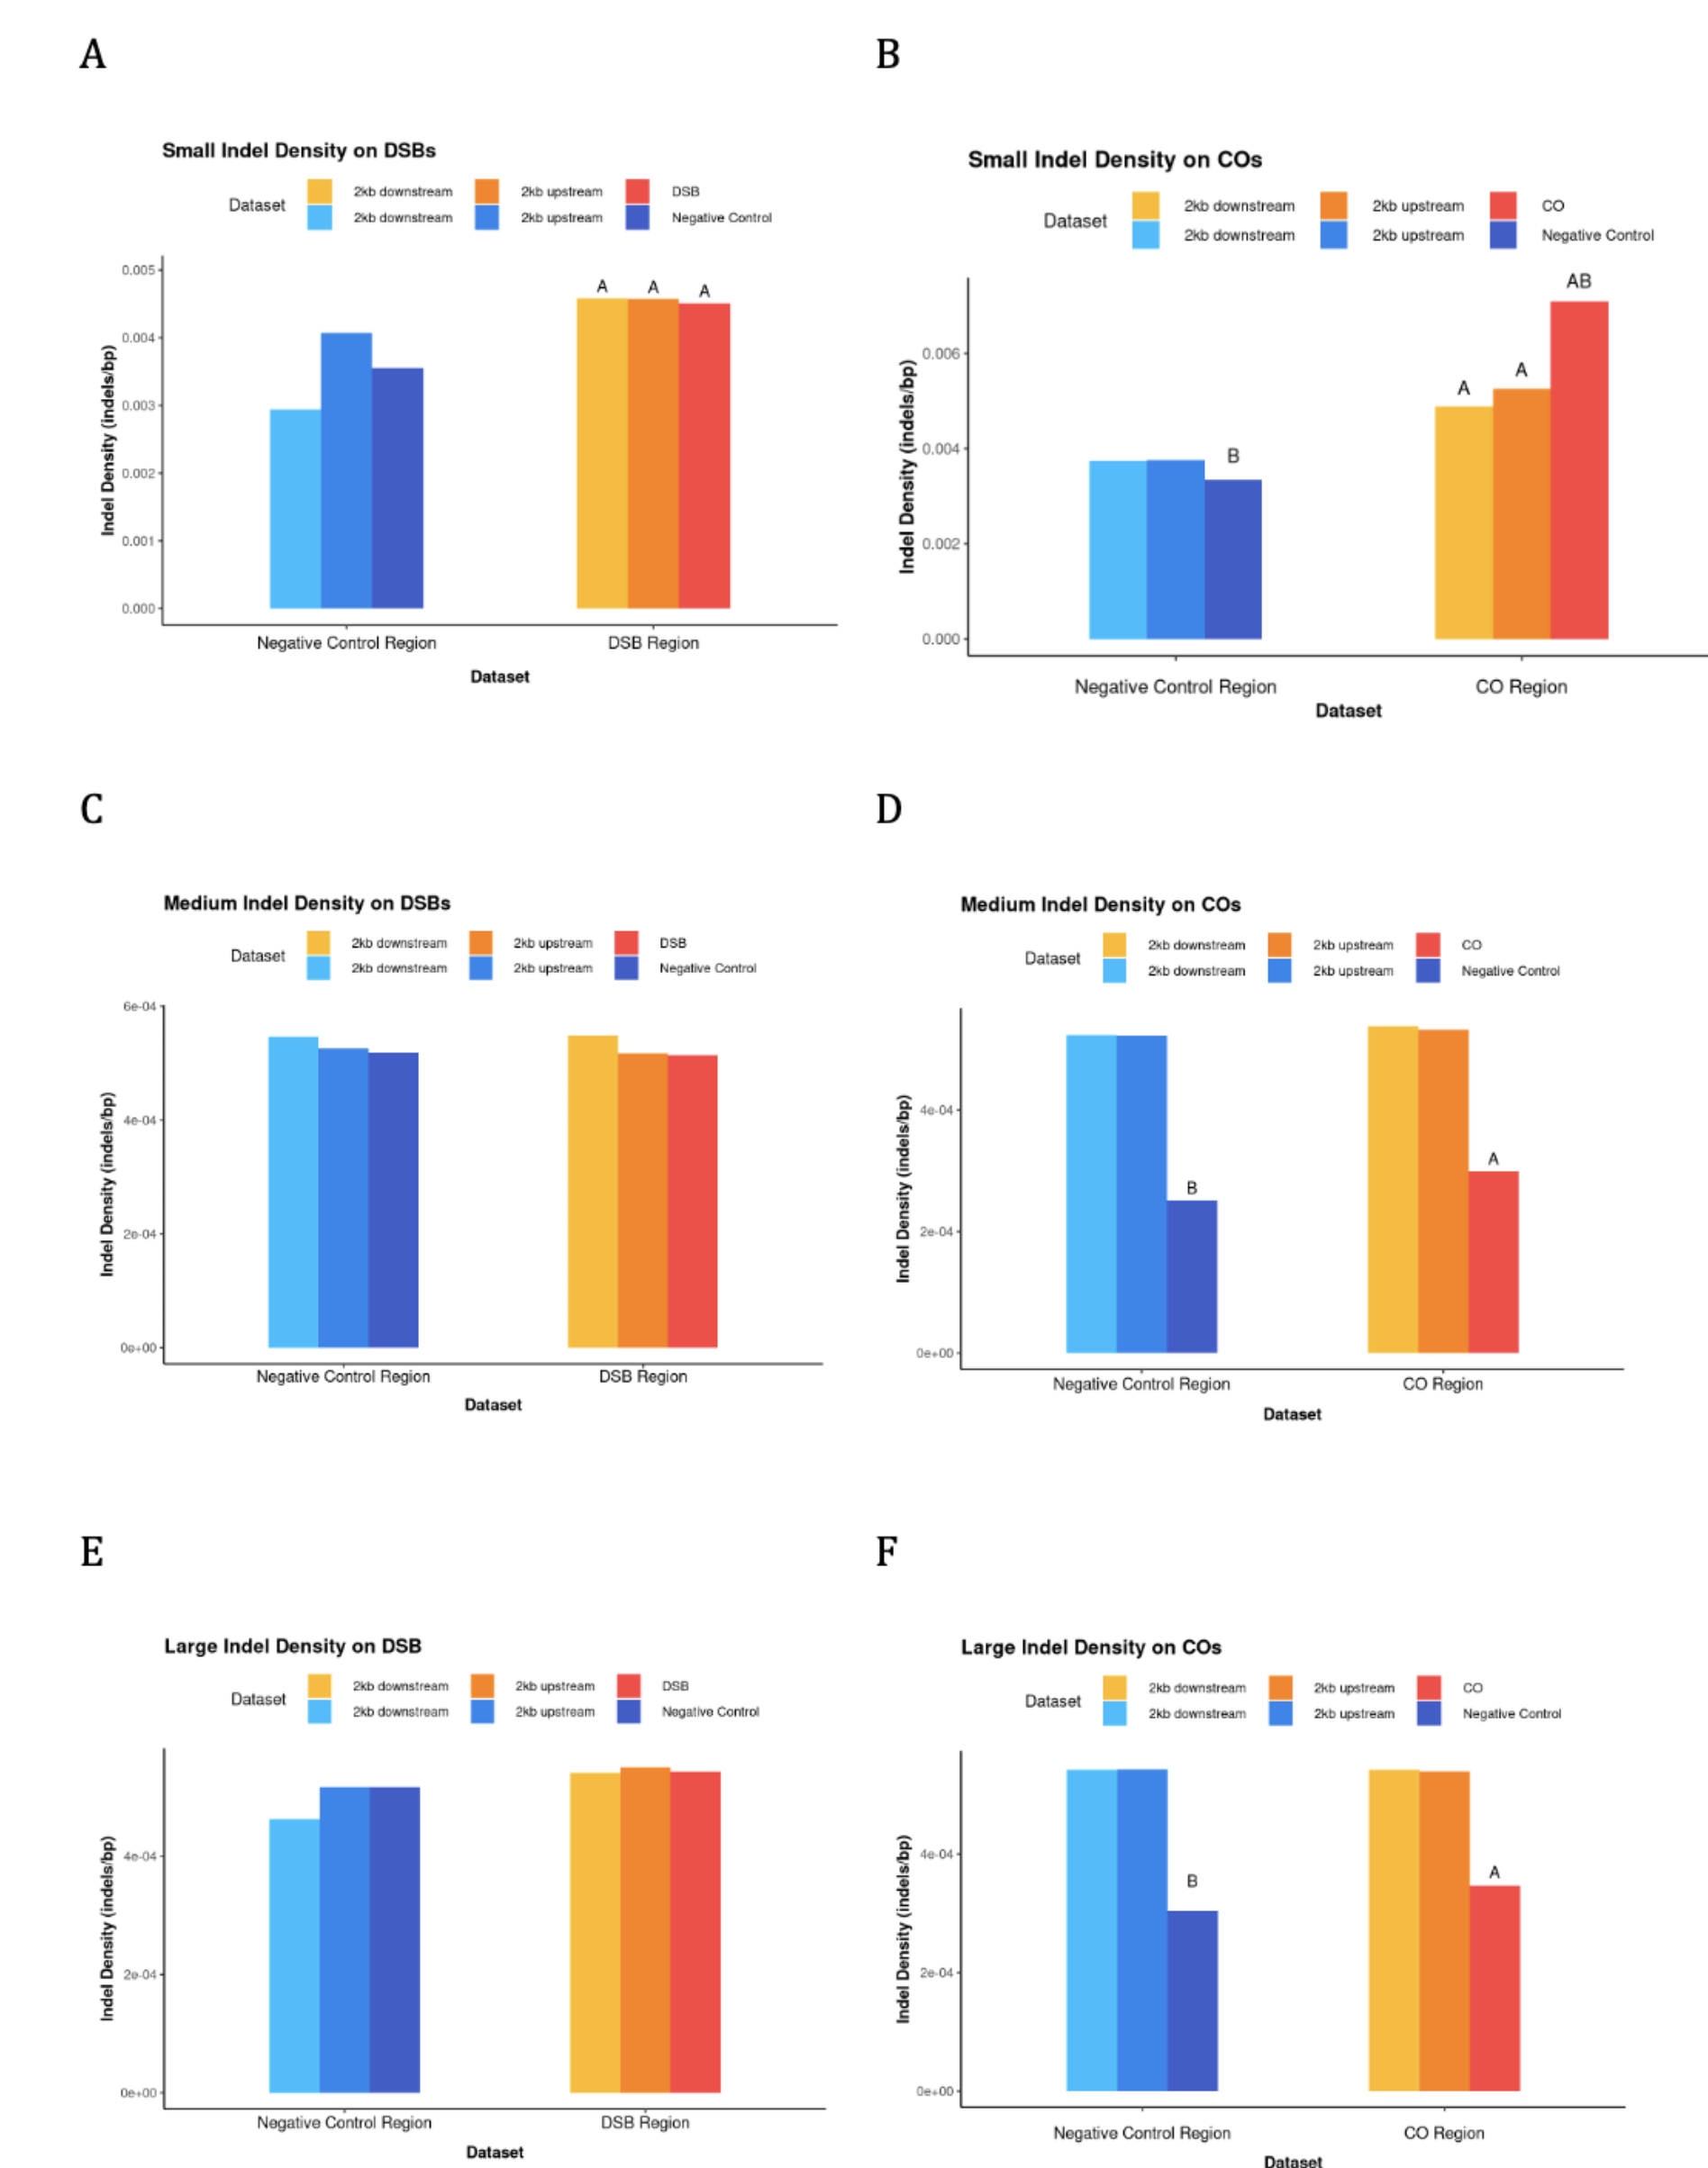 A
Small Indel Density on DSBs
Dataset
2kb downstream 2kb upstream DSB
2kb downstream 2kb upstream Negative Control
Indel Density (indels/bp)
0.005
0.004
0.003
0.002
0.001
0.000
A A A
Negative Control Region DSB Region
Dataset
B
Small Indel Density on COs
Dataset
2kb downstream 2kb upstream CO
2kb downstream 2kb upstream Negative Control
Indel Density (indels/bp)
0.006
0.004
0.002
0.000
B A A AB
Negative Control Region CO Region
Dataset
C
Medium Indel Density on DSBs
Dataset
2kb downstream 2kb upstream DSB
2kb downstream 2kb upstream Negative Control
Indel Density (indels/bp)
6e-04
4e-04
2e-04
0e+00
Negative Control Region DSB Region
Dataset
D
Medium Indel Density on COs
Dataset
2kb downstream 2kb upstream CO
2kb downstream 2kb upstream Negative Control
Indel Density (indels/bp)
4e-04
2e-04
0e+00
B A
Negative Control Region CO Region
Dataset
E
Large Indel Density on DSB
Dataset
2kb downstream 2kb upstream DSB
2kb downstream 2kb upstream Negative Control
Indel Density (indels/bp)
4e-04
2e-04
0e+00
Negative Control Region DSB Region
Dataset
F
Large Indel Density on COs
Dataset
2kb downstream 2kb upstream CO
2kb downstream 2kb upstream Negative Control
Indel Density (indels/bp)
4e-04
2e-04
0e+00
B A
Negative Control Region CO Region
Dataset